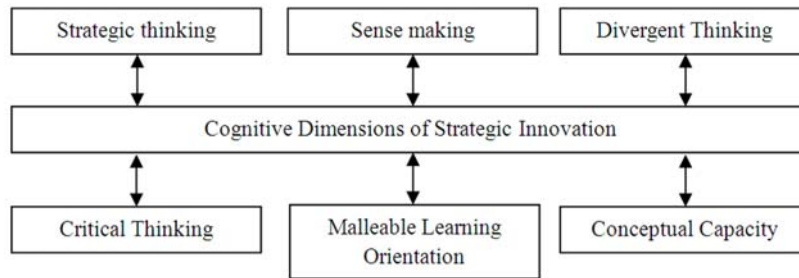 Strategic thinking
Sense making
Divergent Thinking
Cognitive Dimensions of Strategic Innovation
Critical Thinking
Malleable Learning
Orientation
Conceptual Capacity